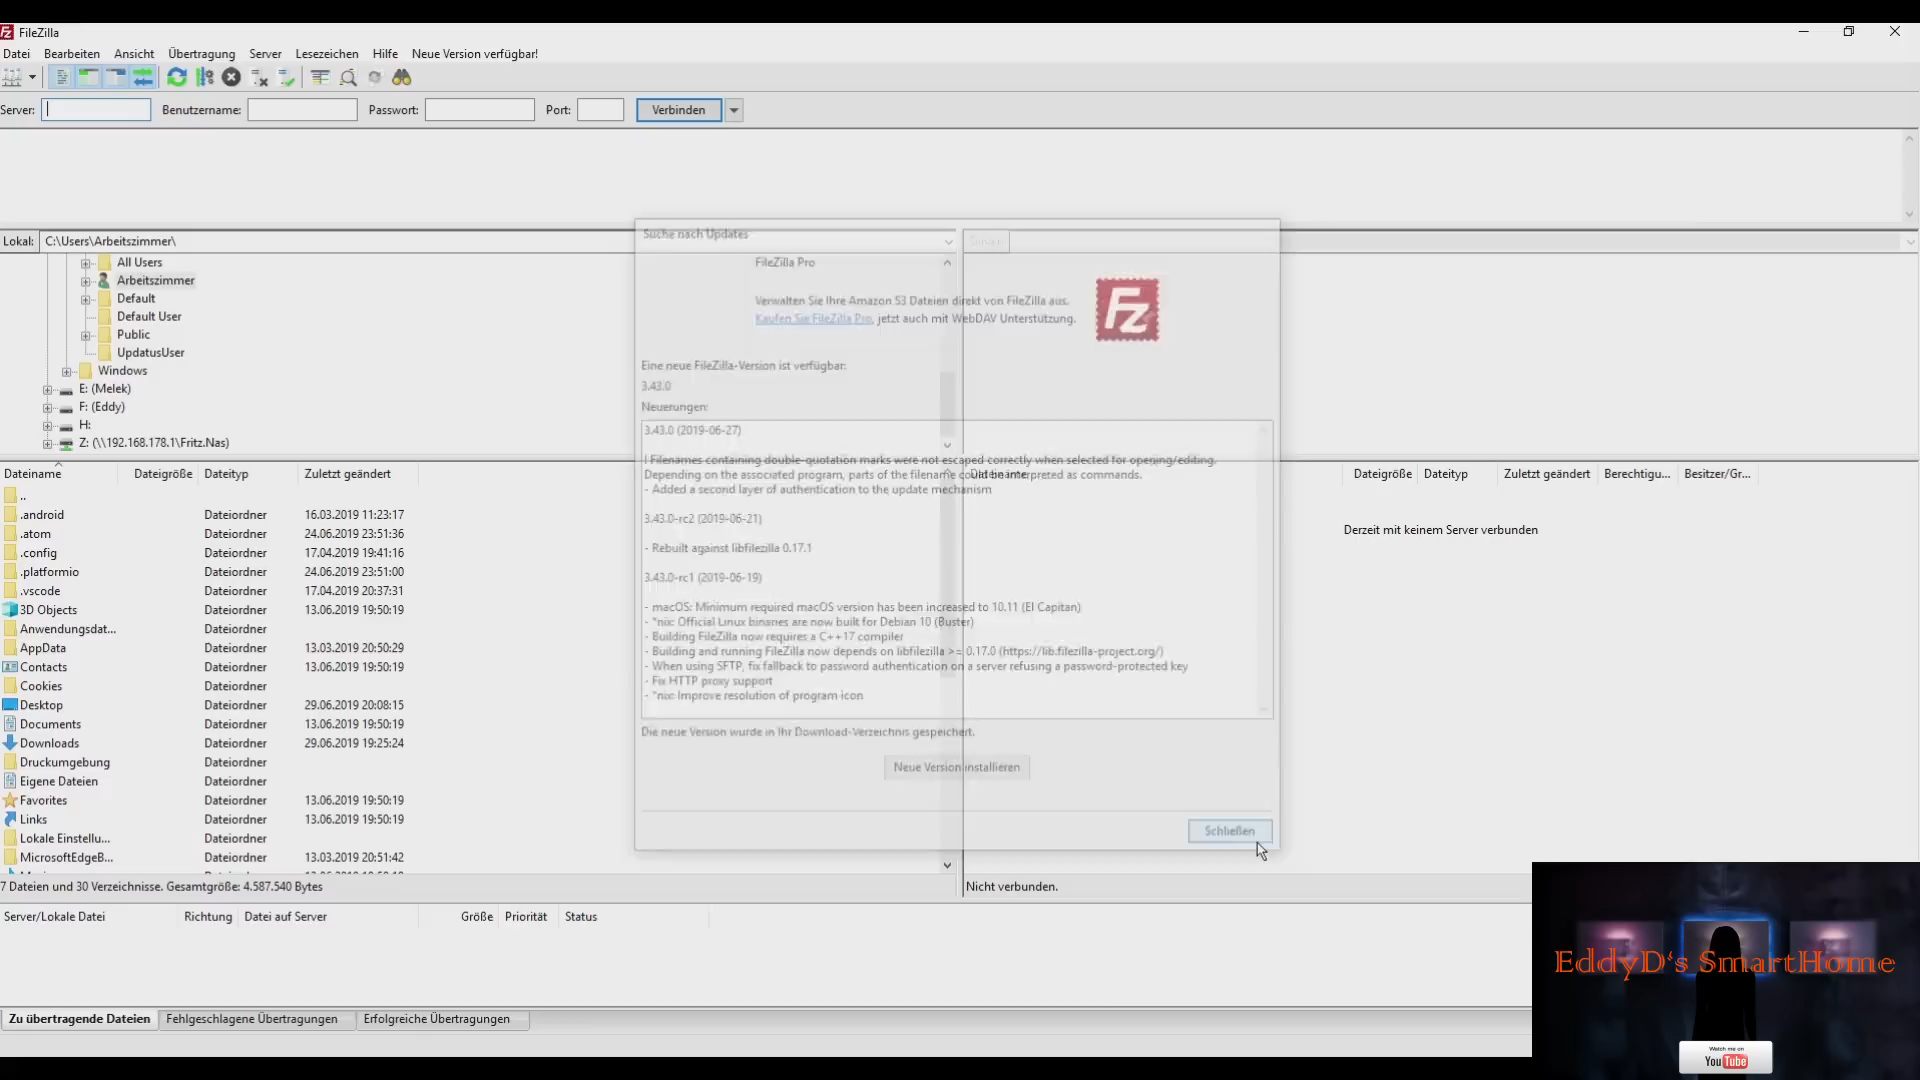 FileZilla
Datei Bearbeiten Ansicht Übertragung Server Lesezeichen Hilfe Neue Version verfügbar!
Server: Benutzername: Passwort: Port: Verbinden
Lokal: C:\Users\Arbeitszimmer\
All Users
Arbeitszimmer
Default
Default User
Public
UpdatusUser
Windows
E: (Melek)
F: (Eddy)
H:
Z: (\\192.168.178.1\Fritz.Nas)
Suche nach Updates
FileZilla Pro
Verwalten Sie Ihre Amazon S3 Dateien direkt von FileZilla aus.
Kaufen Sie FileZilla Pro, jetzt auch mit WebDAV Unterstützung.
Eine neue FileZilla-Version ist verfügbar:
3.43.0
Neuerungen:
3.43.0 (2019-06-27)
! Filenames containing double-quotation marks were not escaped correctly when selected for opening/editing.
Depending on the associated program, parts of the filename could be interpreted as commands.
- Added a second layer of authentication to the update mechanism
3.43.0-rc2 (2019-06-21)
- Rebuilt against libfilezilla 0.17.1
3.43.0-rc1 (2019-06-19)
- macOS: Minimum required macOS version has been increased to 10.11 (El Capitan)
- *nix: Official Linux binaries are now built for Debian 10 (Buster)
- Building FileZilla now requires a C++17 compiler
- Building and running FileZilla now depends on libfilezilla >= 0.17.0 (https://lib.filezilla-project.org/)
- When using SFTP, fix fallback to password authentication on a server refusing a password-protected key
- Fix HTTP proxy support
- *nix: Improve resolution of program icon
Die neue Version wurde in Ihr Download-Verzeichnis gespeichert.
Neue Version installieren
Schließen
Dateiname Dateigröße Dateityp Zuletzt geändert
..
.android Dateiordner 16.03.2019 11:23:17
.atom Dateiordner 24.06.2019 23:51:36
.config Dateiordner 17.04.2019 19:41:16
.platformio Dateiordner 24.06.2019 23:51:00
.vscode Dateiordner 17.04.2019 20:37:31
3D Objects Dateiordner 13.06.2019 19:50:19
Anwendungsdat... Dateiordner
AppData Dateiordner 13.03.2019 20:50:29
Contacts Dateiordner 13.06.2019 19:50:19
Cookies Dateiordner
Desktop Dateiordner 29.06.2019 20:08:15
Documents Dateiordner 13.06.2019 19:50:19
Downloads Dateiordner 29.06.2019 19:25:24
Druckumgebung Dateiordner
Eigene Dateien Dateiordner
Favorites Dateiordner 13.06.2019 19:50:19
Links Dateiordner 13.06.2019 19:50:19
Lokale Einstellu... Dateiordner
MicrosoftEdgeB... Dateiordner 13.03.2019 20:51:42
7 Dateien und 30 Verzeichnisse. Gesamtgröße: 4.587.540 Bytes
Dateiname Dateigröße Dateityp Zuletzt geändert Berechtigu... Besitzer/Gr...
Derzeit mit keinem Server verbunden
Nicht verbunden.
Server/Lokale Datei Richtung Datei auf Server Größe Priorität Status
Zu übertragende Dateien Fehlgeschlagene Übertragungen Erfolgreiche Übertragungen
EddyD's SmartHome
Watch me on
YouTube